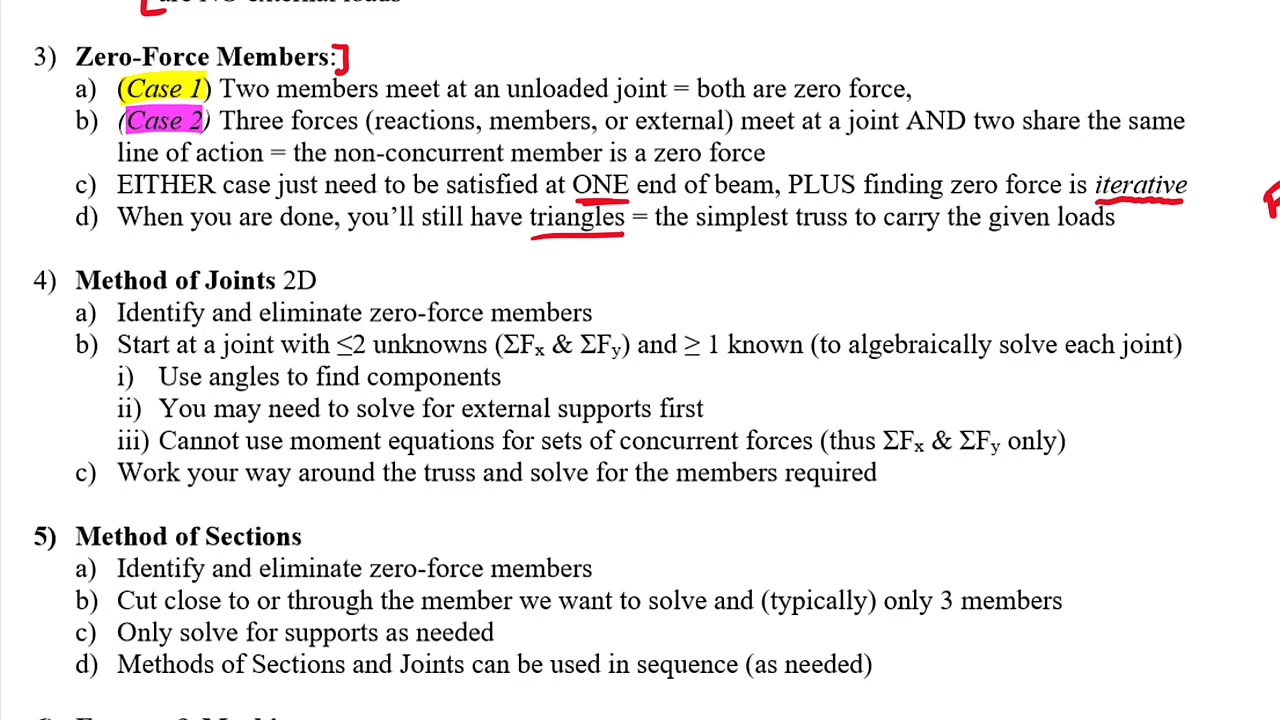 3) Zero-Force Members:]
a) (Case 1) Two members meet at an unloaded joint = both are zero force,
b) (Case 2) Three forces (reactions, members, or external) meet at a joint AND two share the same
line of action = the non-concurrent member is a zero force
c) EITHER case just need to be satisfied at ONE end of beam, PLUS finding zero force is iterative
d) When you are done, you’ll still have triangles = the simplest truss to carry the given loads
4) Method of Joints 2D
a) Identify and eliminate zero-force members
b) Start at a joint with ≤2 unknowns (ΣFx & ΣFy) and ≥ 1 known (to algebraically solve each joint)
i) Use angles to find components
ii) You may need to solve for external supports first
iii) Cannot use moment equations for sets of concurrent forces (thus ΣFx & ΣFy only)
c) Work your way around the truss and solve for the members required
5) Method of Sections
a) Identify and eliminate zero-force members
b) Cut close to or through the member we want to solve and (typically) only 3 members
c) Only solve for supports as needed
d) Methods of Sections and Joints can be used in sequence (as needed)